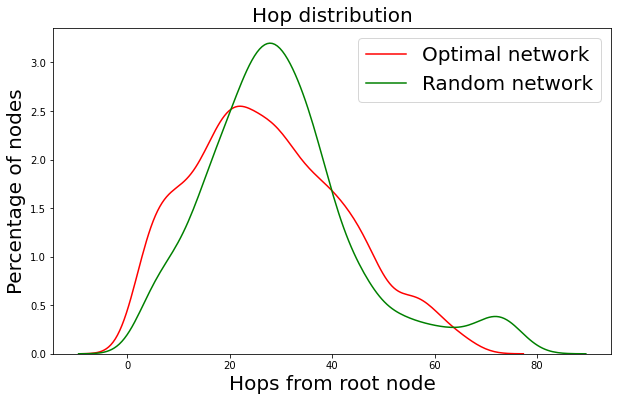 Hop distribution
Optimal network
Random network
Percentage of nodes
3.0
2.5
2.0
1.5
1.0
0.5
0.0
0
20
40
60
80
Hops from root node